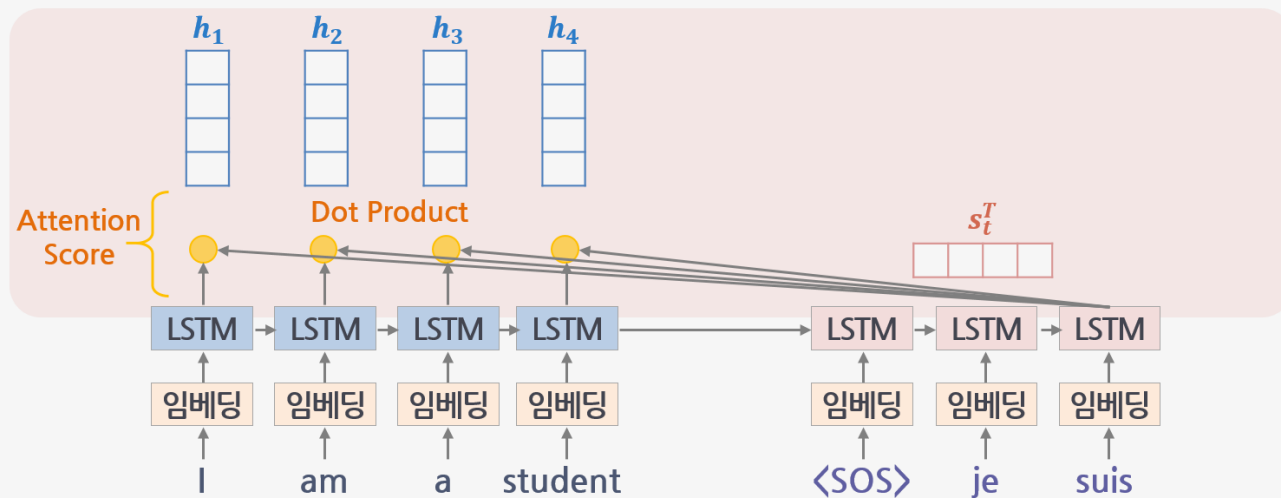 h₁ h₂ h₃ h₄
Attention
Score
Dot Product
sₜᵀ
LSTM LSTM LSTM LSTM LSTM LSTM LSTM
임베딩 임베딩 임베딩 임베딩 임베딩 임베딩 임베딩
I am a student <SOS> je suis